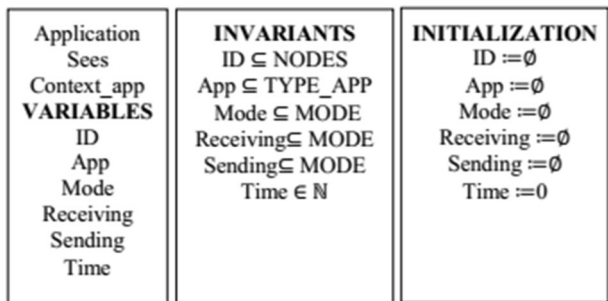 Application
Sees
Context_app
VARIABLES
ID
App
Mode
Receiving
Sending
Time
INVARIANTS
ID ⊆ NODES
App ⊆ TYPE_APP
Mode ⊆ MODE
Receiving⊆ MODE
Sending⊆ MODE
Time ∈ ℕ
INITIALIZATION
ID :=∅
App :=∅
Mode :=∅
Receiving :=∅
Sending :=∅
Time :=0